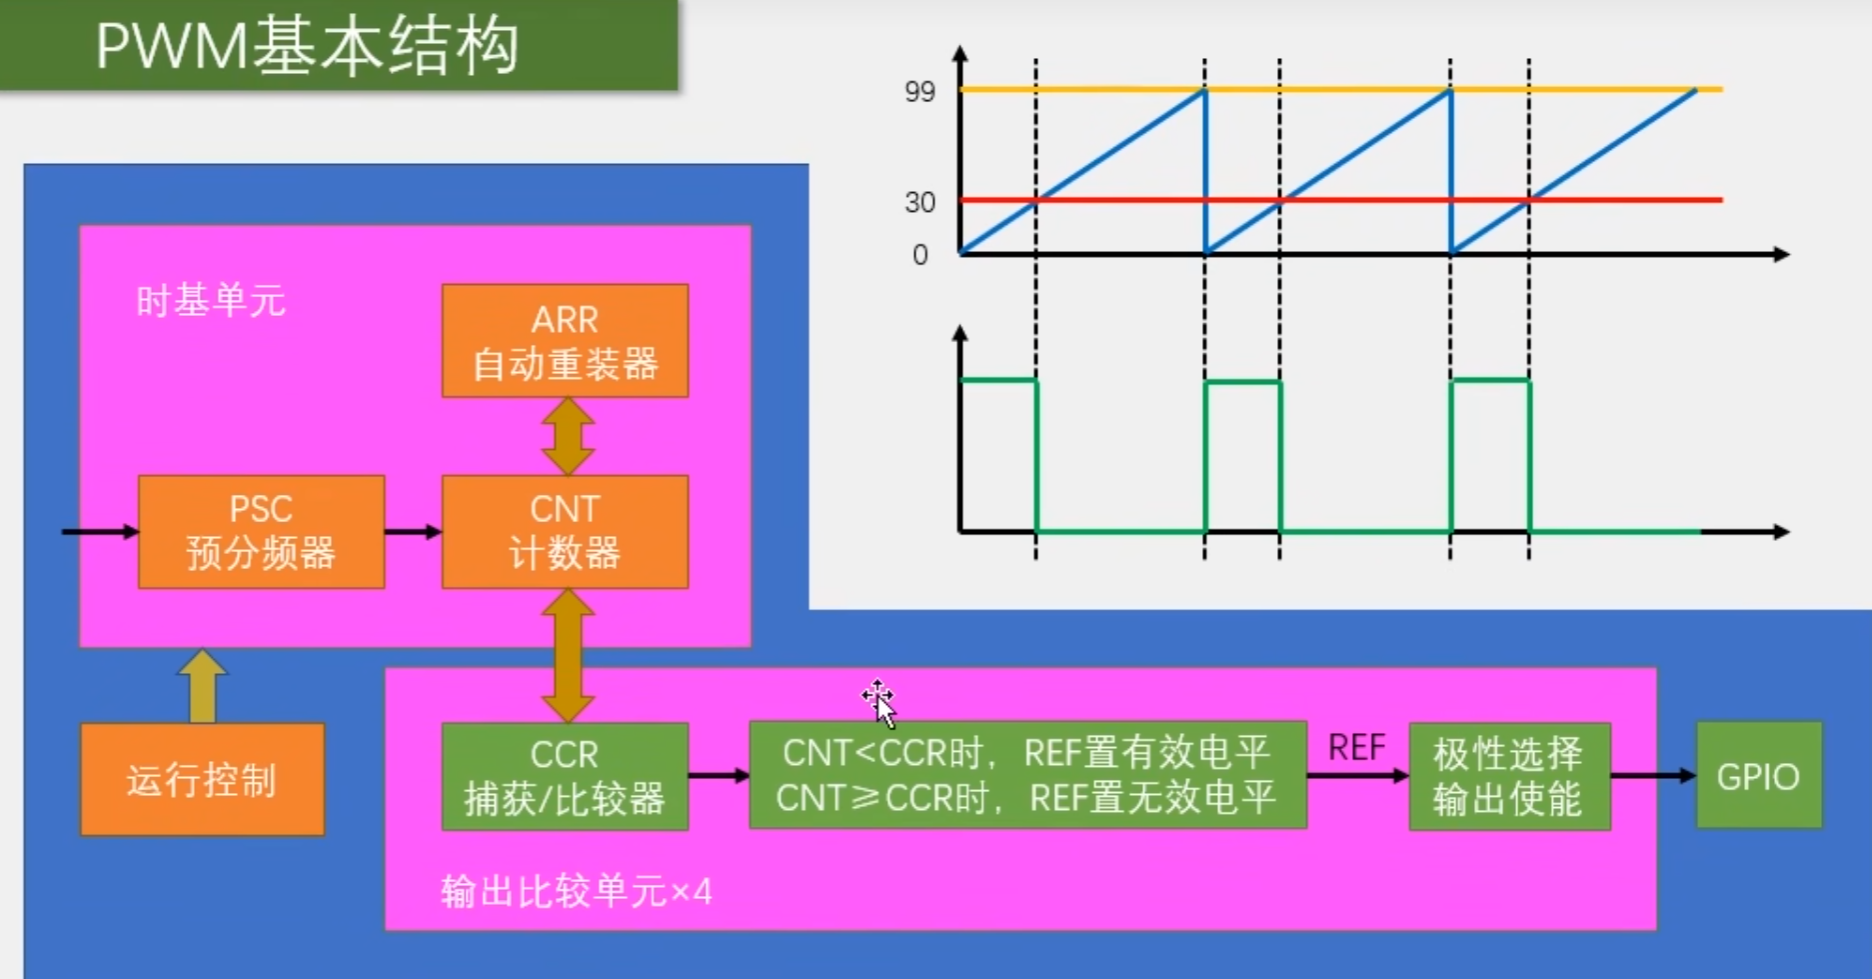 PWM基本结构
99
30
0
时基单元
ARR
自动重装器
PSC
预分频器
CNT
计数器
运行控制
CCR
捕获/比较器
CNT<CCR时，REF置有效电平
CNT≥CCR时，REF置无效电平
REF
极性选择
输出使能
GPIO
输出比较单元×4